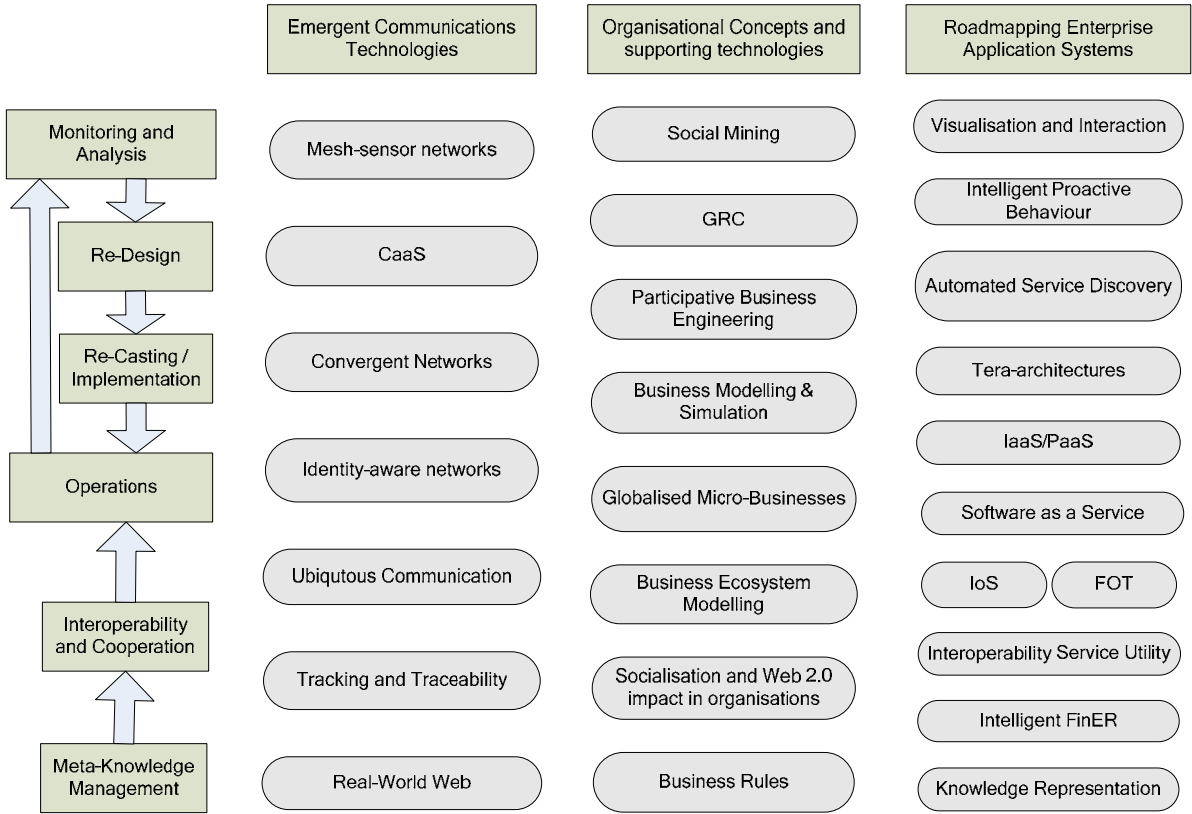 Emergent Communications
Technologies
Organisational Concepts and
supporting technologies
Roadmapping Enterprise
Application Systems
Monitoring and
Analysis
Re-Design
Re-Casting /
Implementation
Operations
Interoperability
and Cooperation
Meta-Knowledge
Management
Mesh-sensor networks
CaaS
Convergent Networks
Identity-aware networks
Ubiqutous Communication
Tracking and Traceability
Real-World Web
Social Mining
GRC
Participative Business
Engineering
Business Modelling &
Simulation
Globalised Micro-Businesses
Business Ecosystem
Modelling
Socialisation and Web 2.0
impact in organisations
Business Rules
Visualisation and Interaction
Intelligent Proactive
Behaviour
Automated Service Discovery
Tera-architectures
IaaS/PaaS
Software as a Service
IoS
FOT
Interoperability Service Utility
Intelligent FinER
Knowledge Representation